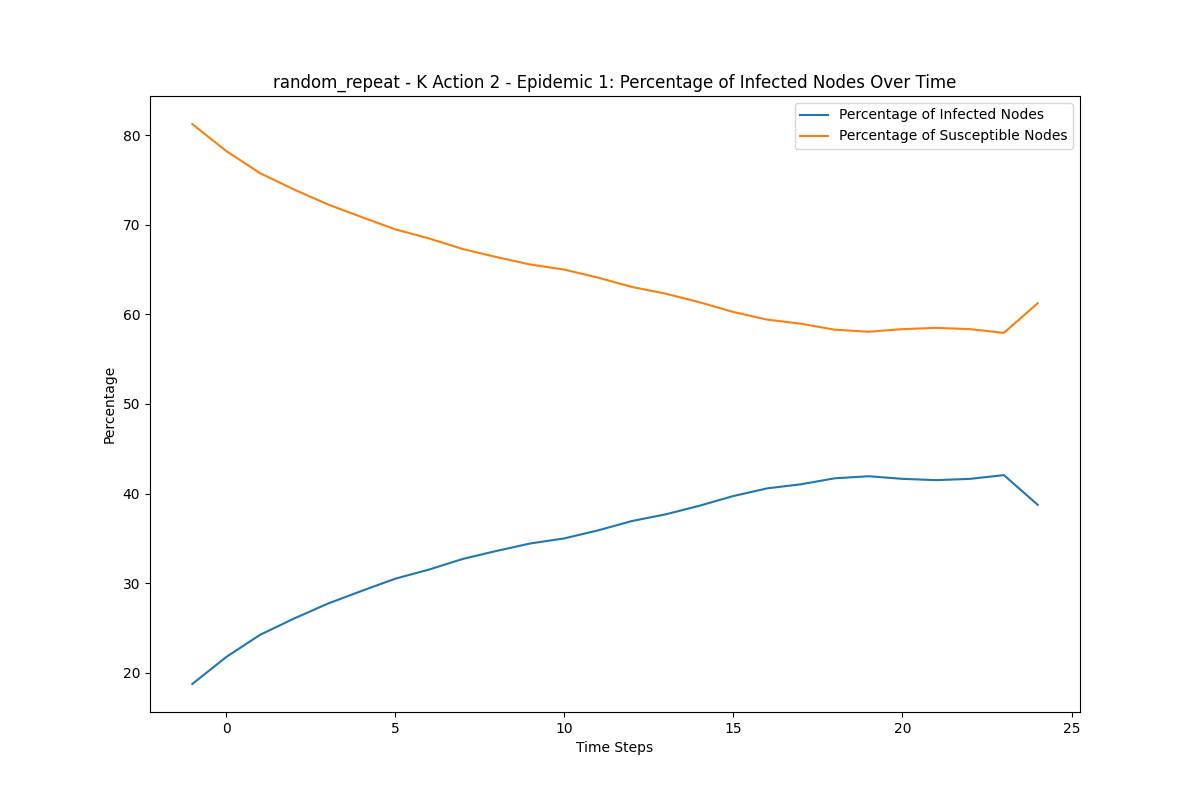 random_repeat - K Action 2 - Epidemic 1: Percentage of Infected Nodes Over Time
Percentage of Infected Nodes
Percentage of Susceptible Nodes
Percentage
80
70
60
50
40
30
20
0 5 10 15 20 25
Time Steps